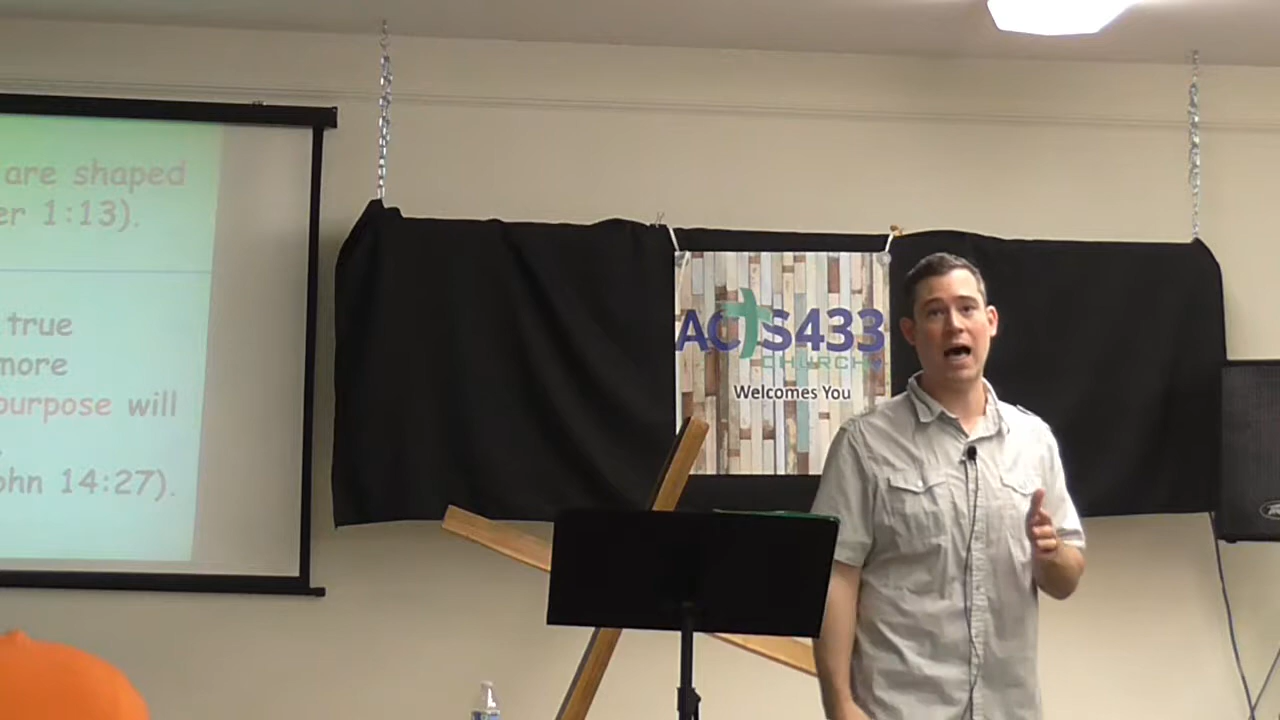 are shaped
er 1:13).
true
more
purpose will
ohn 14:27).
ACTS433
CHURCH
Welcomes You